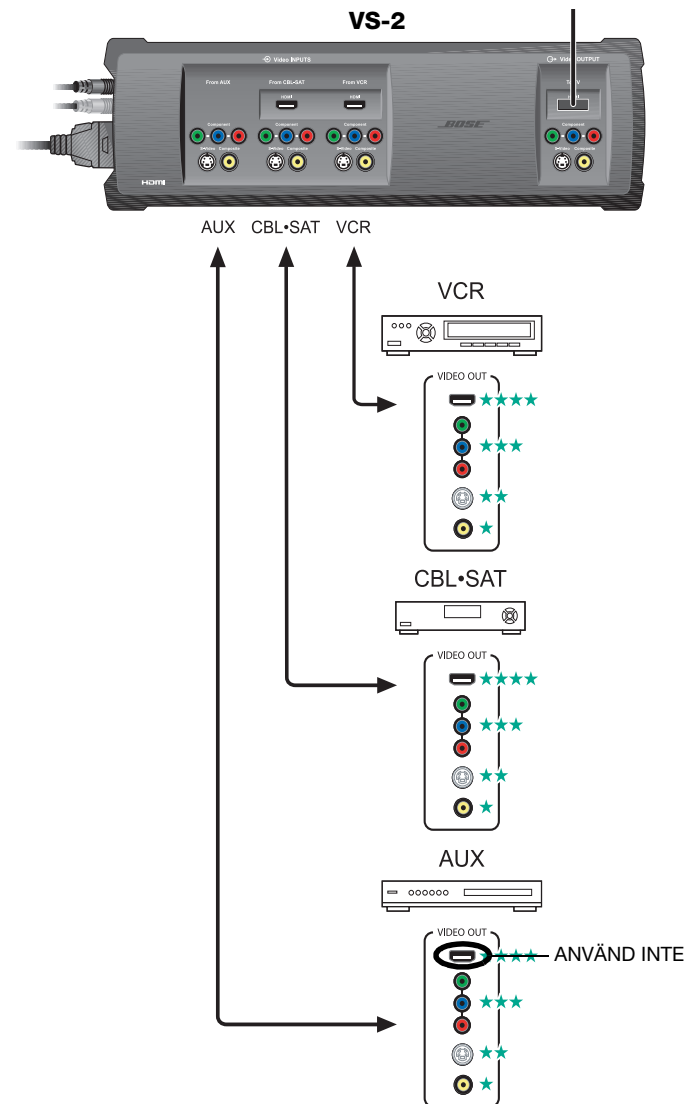 VS-2
Video INPUTS
Video OUTPUT
From AUX
From CBL-SAT
From VCR
HDMI
HDMI
Component
Component
Component
Component
S-Video Composite
S-Video Composite
S-Video Composite
S-Video Composite
BOSE
HDMI
AUX CBL•SAT VCR
VCR
VIDEO OUT
★★★★
★★★
★★
★
CBL•SAT
VIDEO OUT
★★★★
★★★
★★
★
AUX
VIDEO OUT
★★★★
ANVÄND INTE
★★★
★★
★